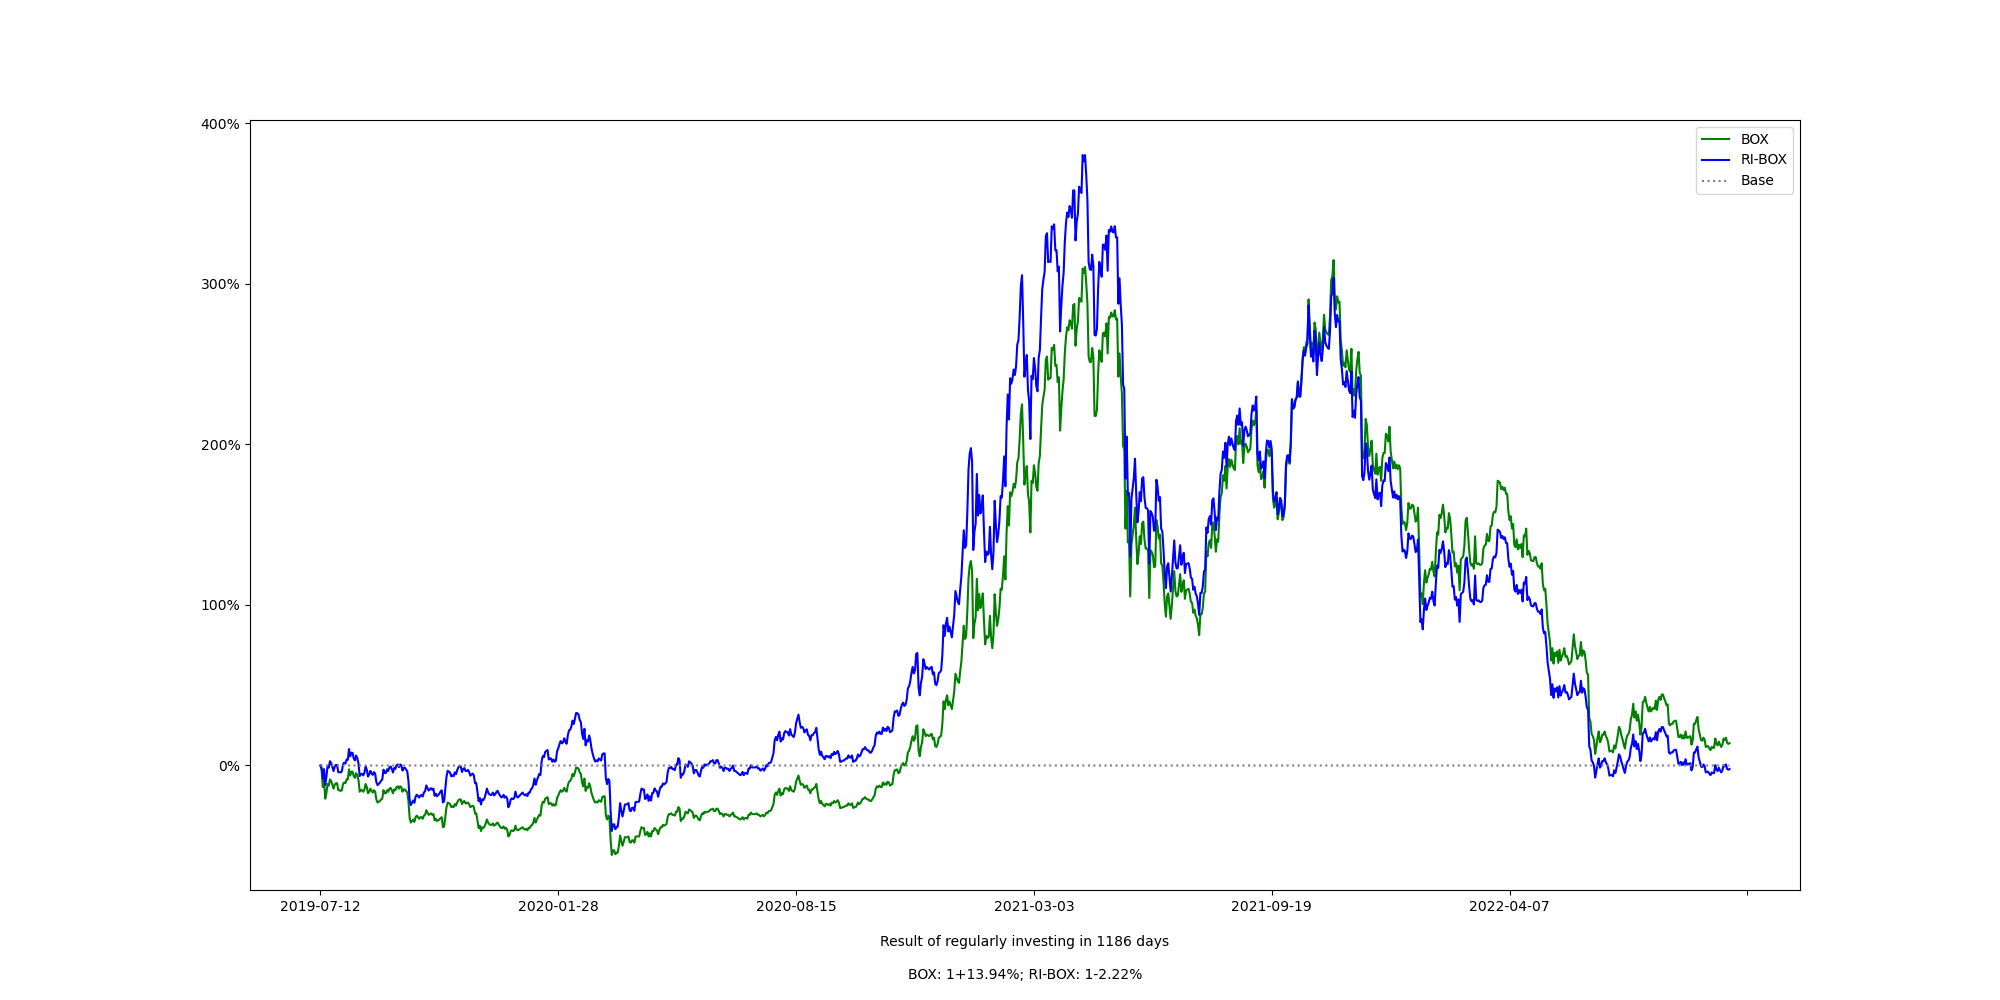 400%
300%
200%
100%
0%
BOX
RI-BOX
Base
2019-07-12 2020-01-28 2020-08-15 2021-03-03 2021-09-19 2022-04-07
Result of regularly investing in 1186 days
BOX: 1+13.94%; RI-BOX: 1-2.22%